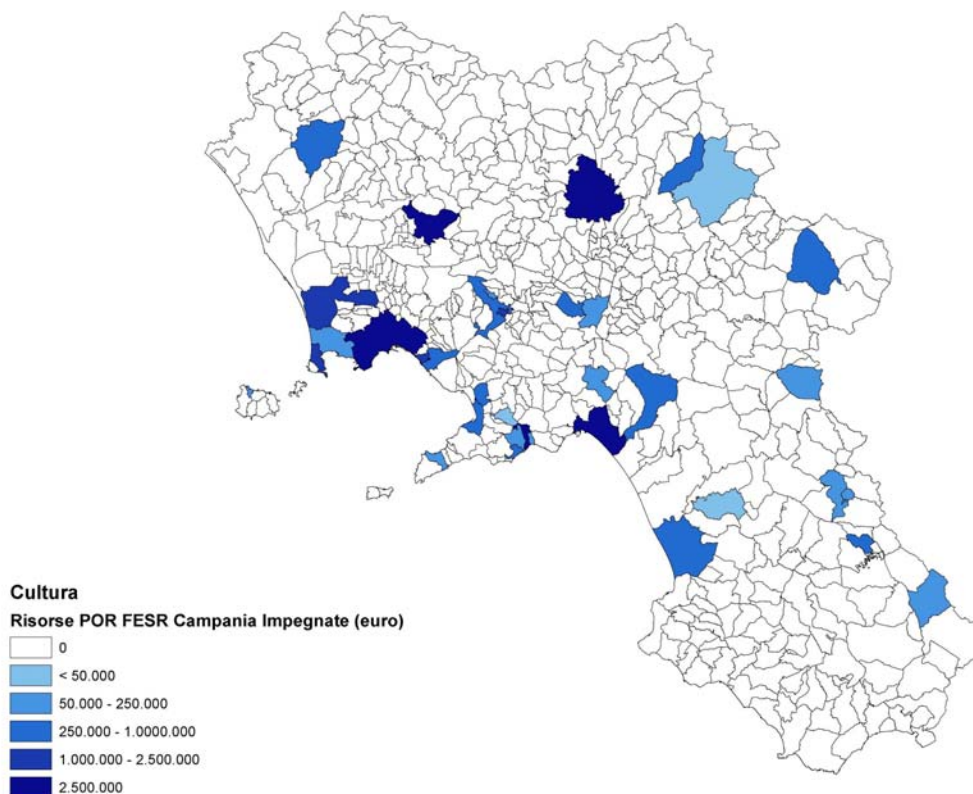 Cultura
Risorse POR FESR Campania Impegnate (euro)
0
< 50.000
50.000 - 250.000
250.000 - 1.0000.000
1.000.000 - 2.500.000
2.500.000